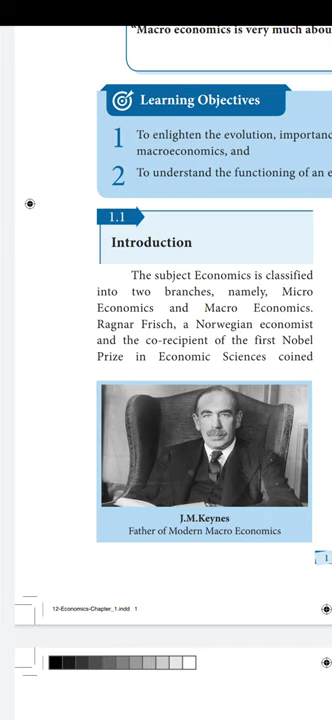 "Macro economics is very much abou
Learning Objectives
1 To enlighten the evolution, importanc
macroeconomics, and
2 To understand the functioning of an e
1.1
Introduction
The subject Economics is classified
into two branches, namely, Micro
Economics and Macro Economics.
Ragnar Frisch, a Norwegian economist
and the co-recipient of the first Nobel
Prize in Economic Sciences coined
J.M.Keynes
Father of Modern Macro Economics
1
12-Economics-Chapter_1.indd 1